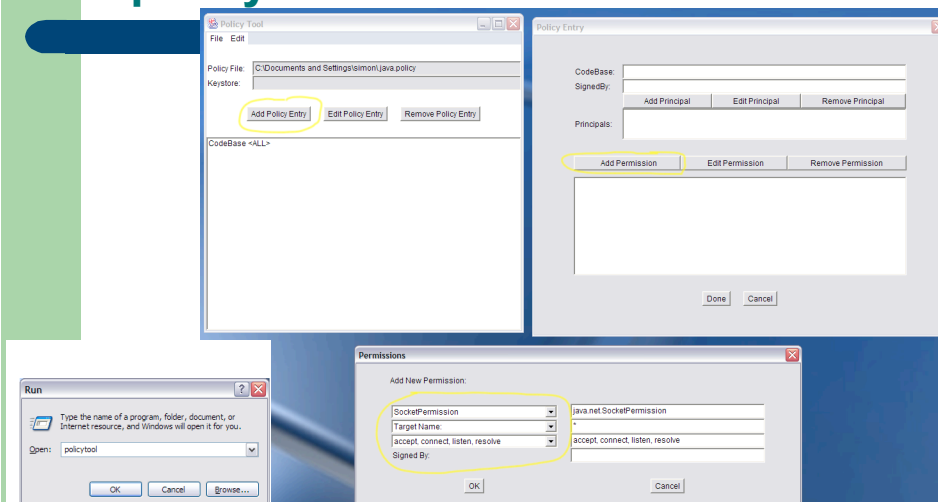 Policy Tool
File Edit
Policy File: C:\Documents and Settings\simon\.java.policy
Keystore:
Add Policy Entry Edit Policy Entry Remove Policy Entry
CodeBase <ALL>
Policy Entry
CodeBase:
SignedBy:
Add Principal Edit Principal Remove Principal
Principals:
Add Permission Edit Permission Remove Permission
Done Cancel
Run
Type the name of a program, folder, document, or
Internet resource, and Windows will open it for you.
Open: policytool
OK Cancel Browse...
Permissions
Add New Permission:
SocketPermission java.net.SocketPermission
Target Name: *
accept, connect, listen, resolve accept, connect, listen, resolve
Signed By:
OK Cancel